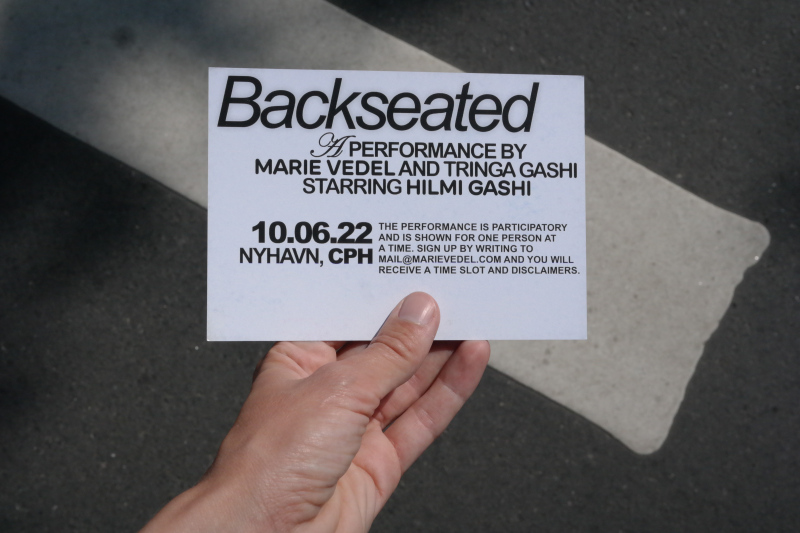 Backseated
A PERFORMANCE BY
MARIE VEDEL AND TRINGA GASHI
STARRING HILMI GASHI
10.06.22
NYHAVN, CPH
THE PERFORMANCE IS PARTICIPATORY
AND IS SHOWN FOR ONE PERSON AT
A TIME. SIGN UP BY WRITING TO
MAIL@MARIEVEDEL.COM AND YOU WILL
RECEIVE A TIME SLOT AND DISCLAIMERS.